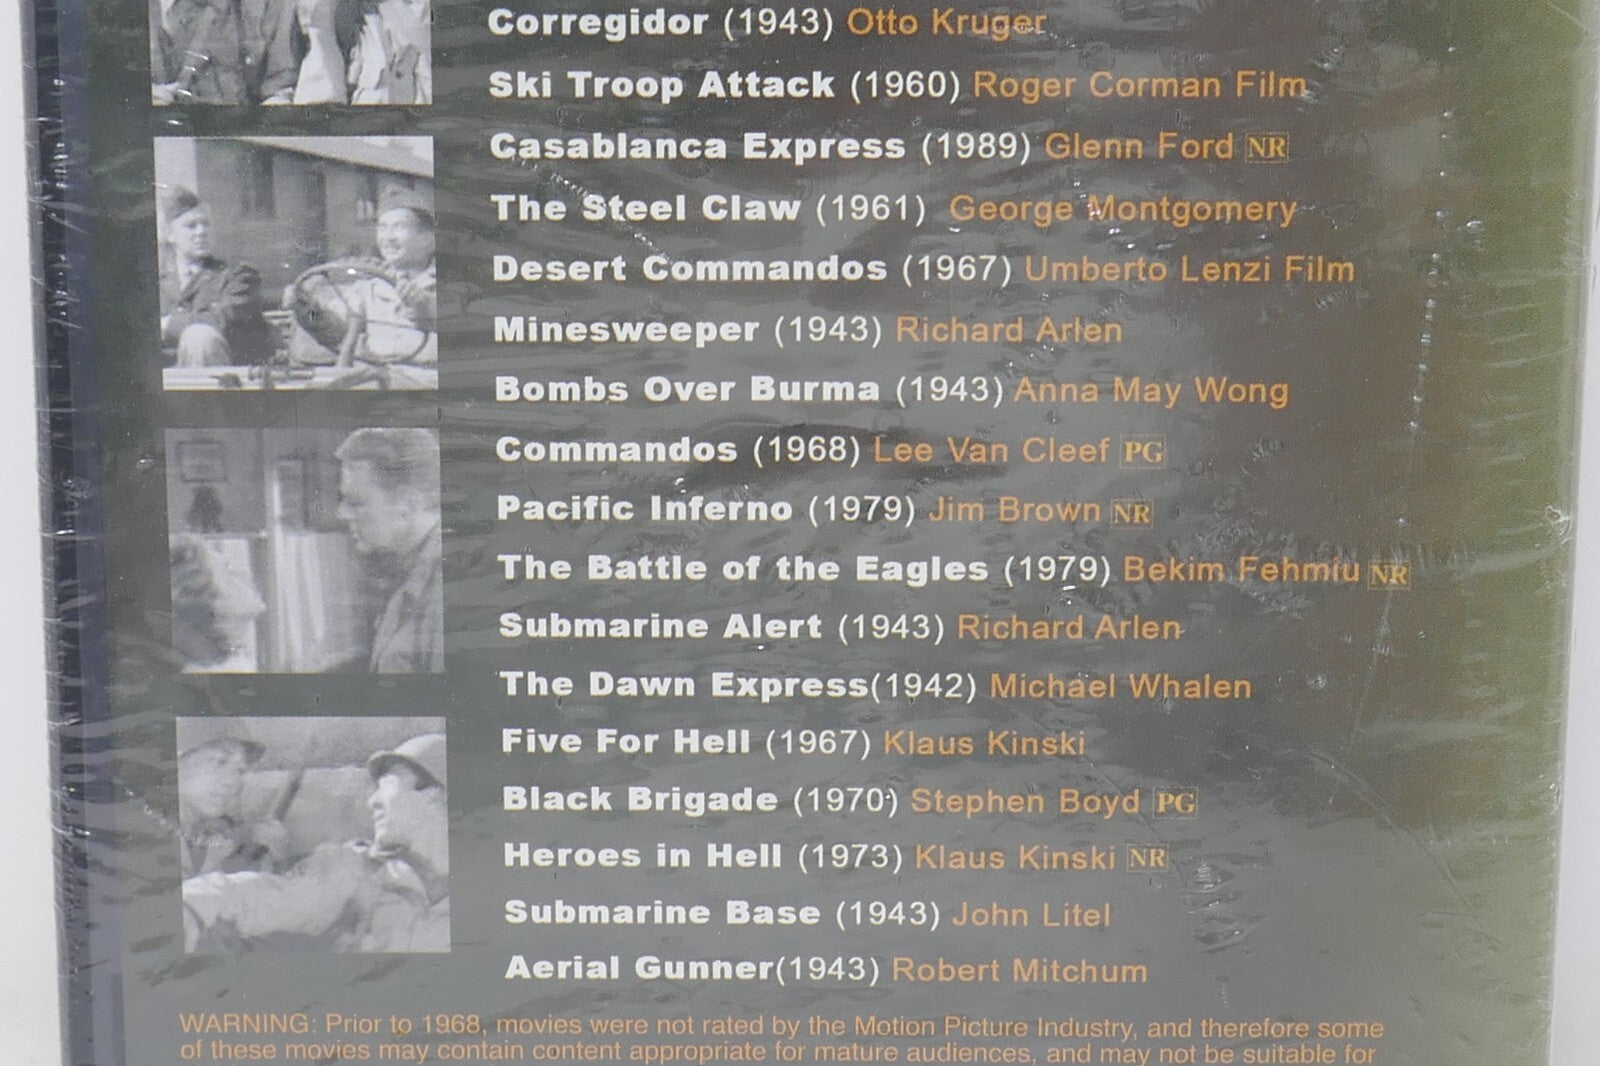 Corregidor (1943) Otto Kruger
Ski Troop Attack (1960) Roger Corman Film
Casablanca Express (1989) Glenn Ford NR
The Steel Claw (1961) George Montgomery
Desert Commandos (1967) Umberto Lenzi Film
Minesweeper (1943) Richard Arlen
Bombs Over Burma (1943) Anna May Wong
Commandos (1968) Lee Van Cleef PG
Pacific Inferno (1979) Jim Brown NR
The Battle of the Eagles (1979) Bekim Fehmiu NR
Submarine Alert (1943) Richard Arlen
The Dawn Express(1942) Michael Whalen
Five For Hell (1967) Klaus Kinski
Black Brigade (1970) Stephen Boyd PG
Heroes in Hell (1973) Klaus Kinski NR
Submarine Base (1943) John Litel
Aerial Gunner(1943) Robert Mitchum
WARNING: Prior to 1968, movies were not rated by the Motion Picture Industry, and therefore some
of these movies may contain content appropriate for mature audiences, and may not be suitable for